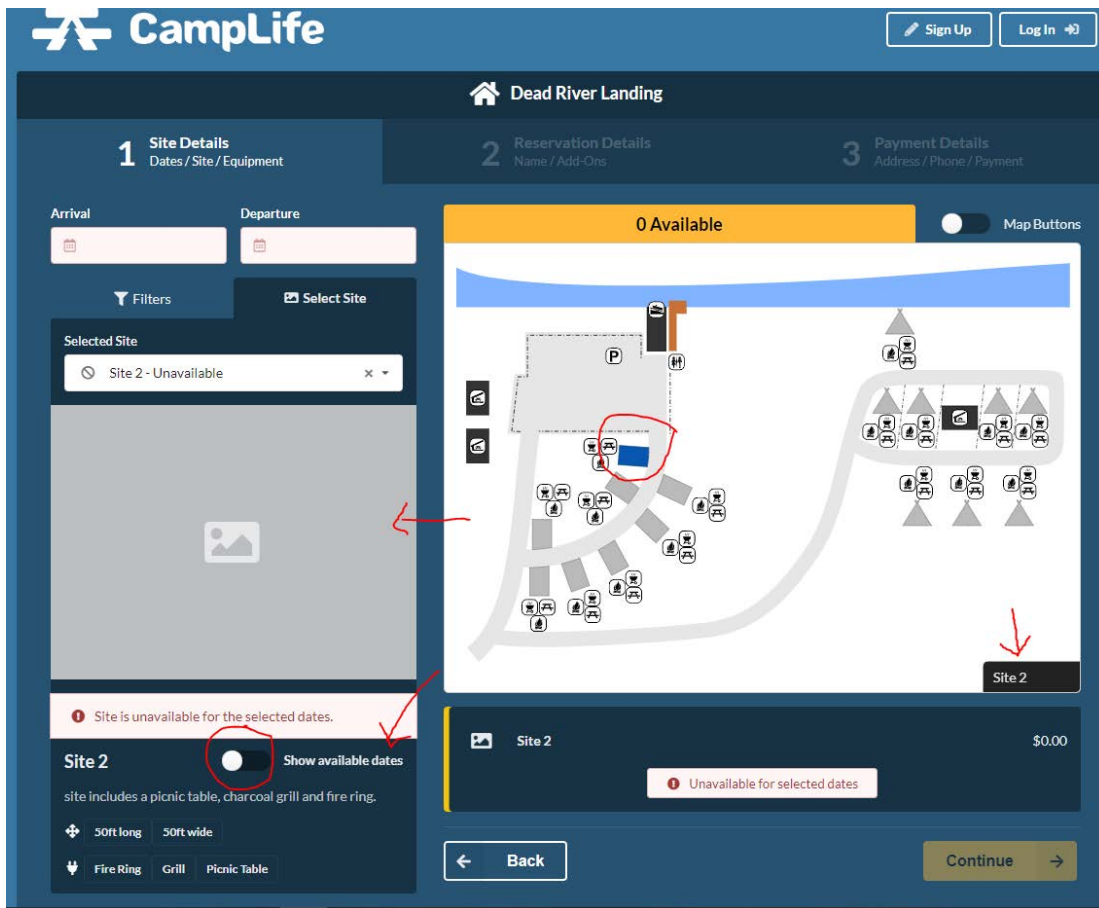 CampLife
Sign Up
Log In
Dead River Landing
1 Site Details
Dates / Site / Equipment
2 Reservation Details
Name / Add-Ons
3 Payment Details
Address / Phone / Payment
Arrival
Departure
0 Available
Map Buttons
Filters
Select Site
Selected Site
Site 2 - Unavailable
P
Site 2
Site is unavailable for the selected dates.
Site 2
Show available dates
site includes a picnic table, charcoal grill and fire ring.
50ft long
50ft wide
Fire Ring
Grill
Picnic Table
Site 2
$0.00
Unavailable for selected dates
Back
Continue